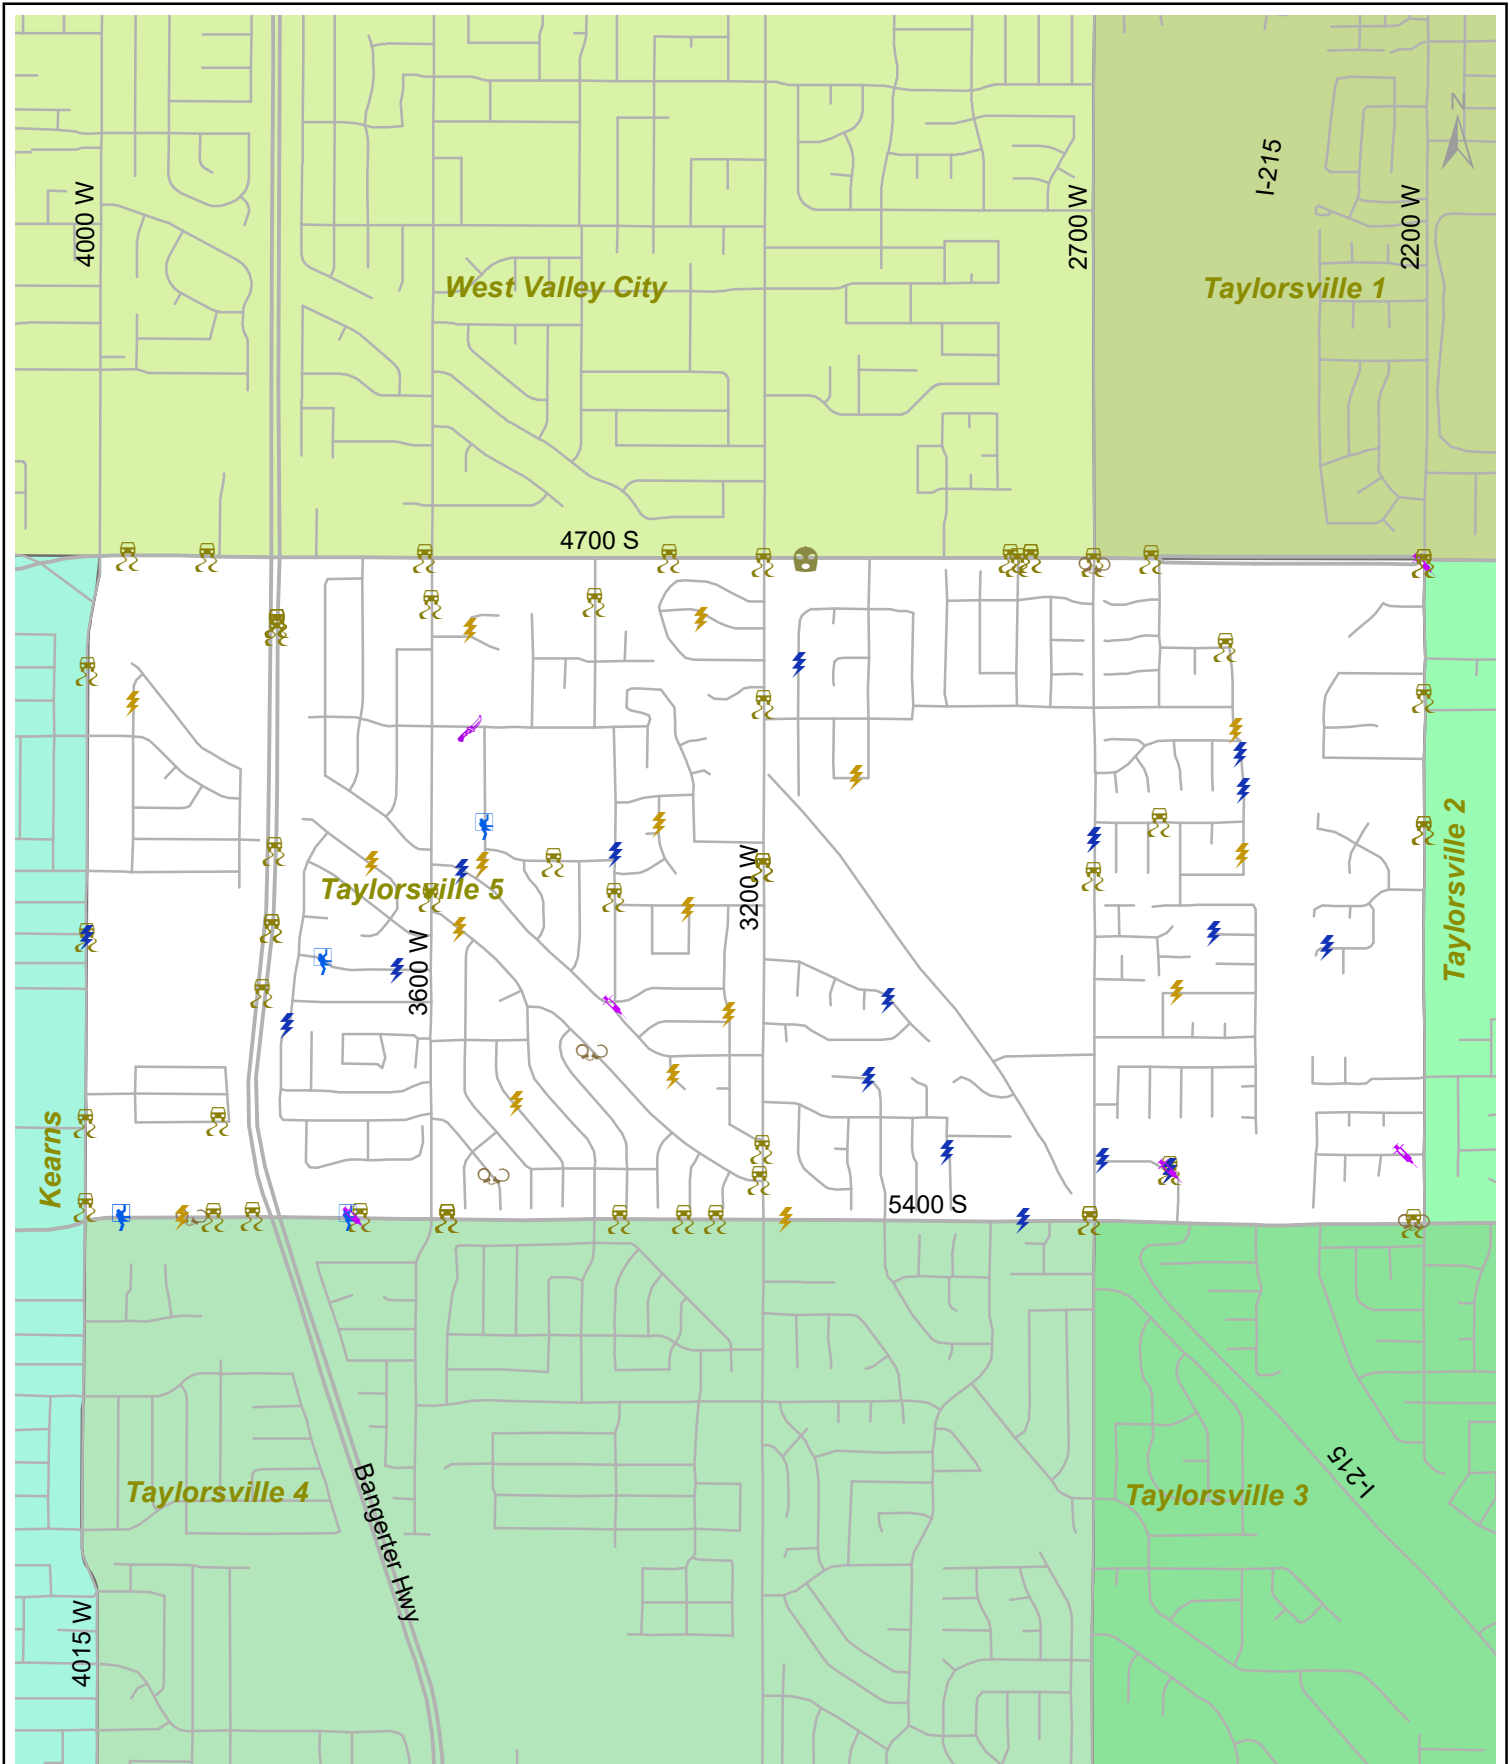 N
I-215
4000 W
2700 W
2200 W
West Valley City
Taylorsville 1
4700 S
Taylorsville 2
3200 W
Taylorsville 5
3600 W
Kearns
5400 S
I-215
Taylorsville 4
Taylorsville 3
Bangerter Hwy
4015 W